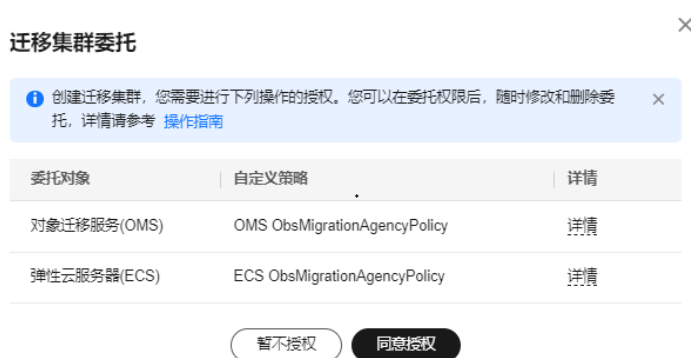 迁移集群委托
创建迁移集群，您需要进行下列操作的授权。您可以在委托权限后，随时修改和删除委
托，详情请参考 操作指南
委托对象 自定义策略 详情
对象迁移服务(OMS) OMS ObsMigrationAgencyPolicy 详情
弹性云服务器(ECS) ECS ObsMigrationAgencyPolicy 详情
暂不授权 同意授权